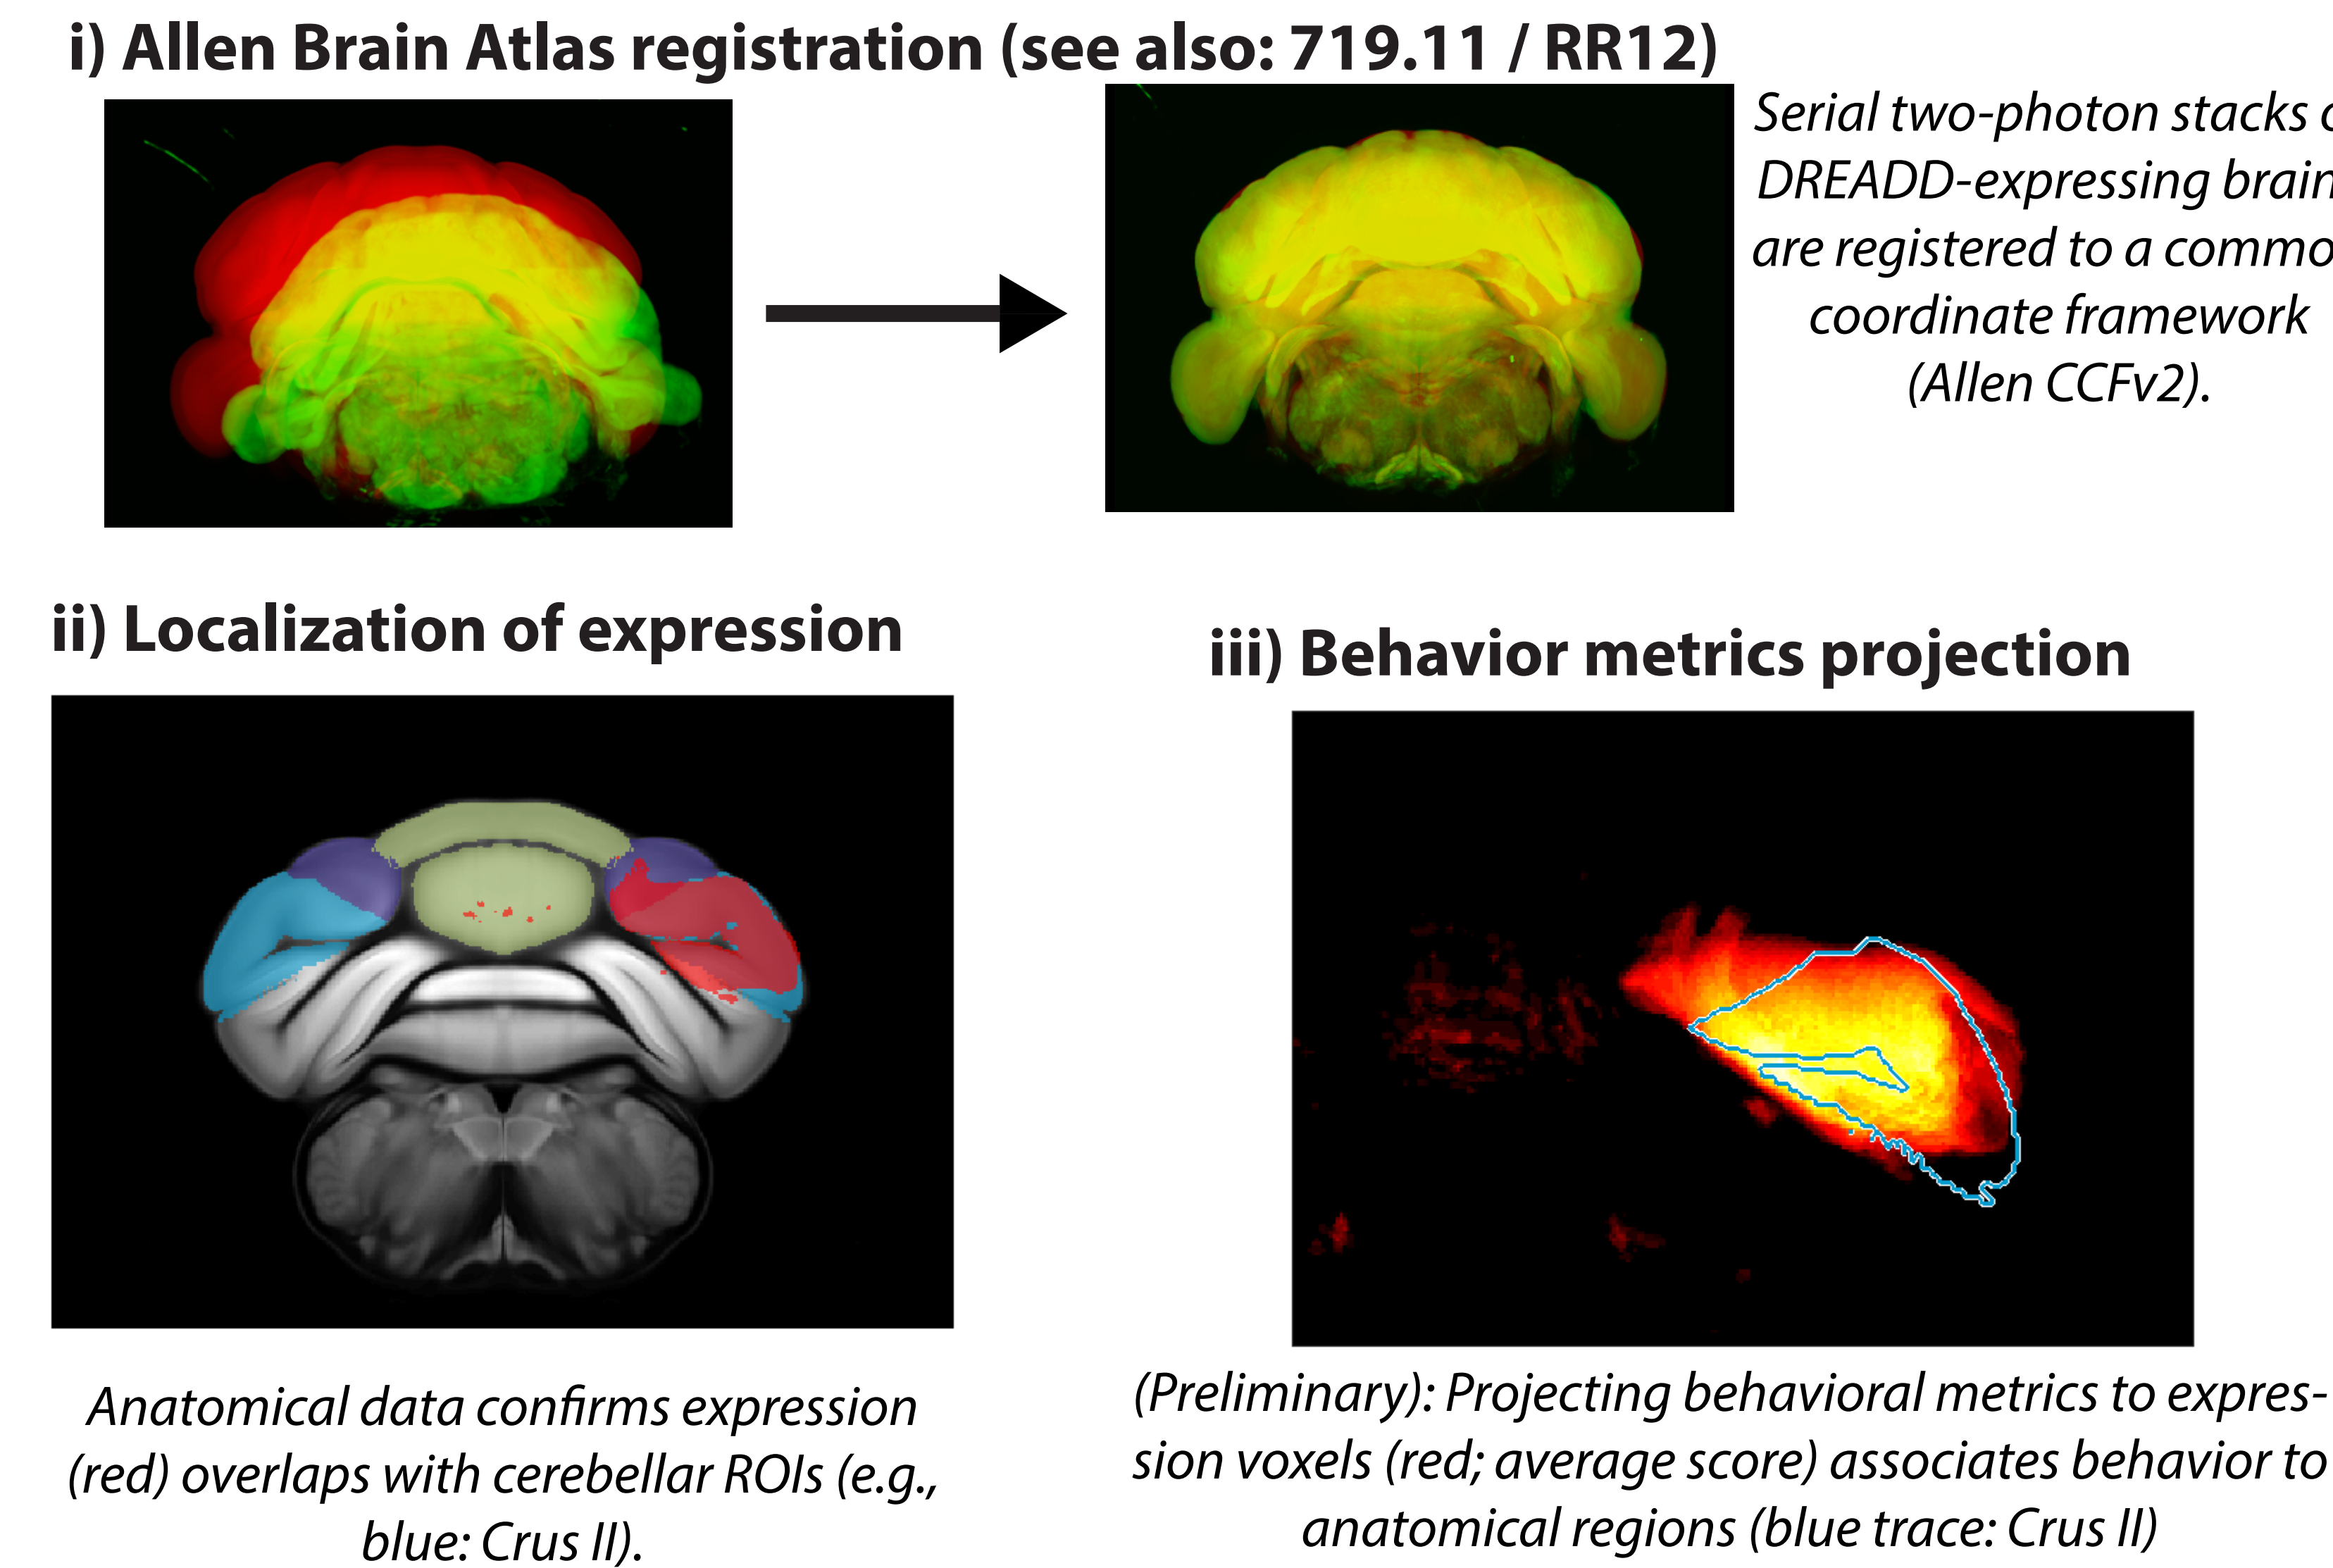 i) Allen Brain Atlas registration (see also: 719.11 / RR12)
Serial two-photon stacks
DREADD-expressing brain
are registered to a commo
coordinate framework
(Allen CCFv2).
ii) Localization of expression
Anatomical data confirms expression
(red) overlaps with cerebellar ROIs (e.g.,
blue: Crus II).
iii) Behavior metrics projection
(Preliminary): Projecting behavioral metrics to expres-
sion voxels (red; average score) associates behavior to
anatomical regions (blue trace: Crus II)